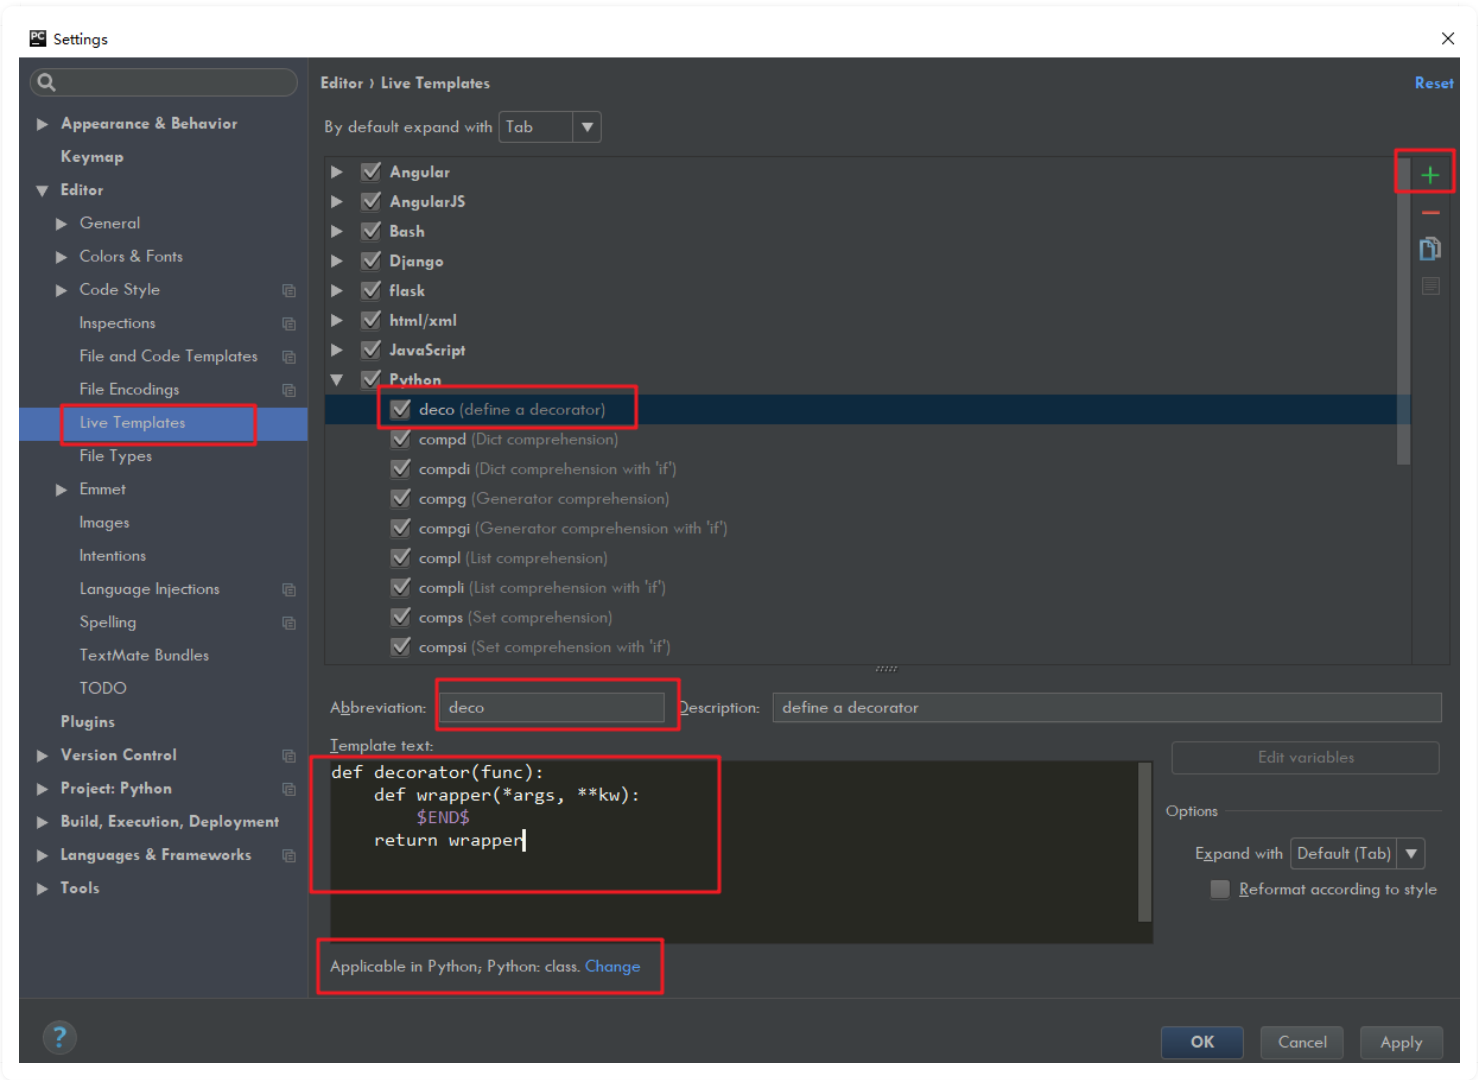 PC Settings
Editor › Live Templates
Reset
Appearance & Behavior
Keymap
Editor
General
Colors & Fonts
Code Style
Inspections
File and Code Templates
File Encodings
Live Templates
File Types
Emmet
Images
Intentions
Language Injections
Spelling
TextMate Bundles
TODO
Plugins
Version Control
Project: Python
Build, Execution, Deployment
Languages & Frameworks
Tools
By default expand with Tab
Angular
AngularJS
Bash
Django
flask
html/xml
JavaScript
Python
deco (define a decorator)
compd (Dict comprehension)
compdi (Dict comprehension with 'if')
compg (Generator comprehension)
compgi (Generator comprehension with 'if')
compl (List comprehension)
compli (List comprehension with 'if')
comps (Set comprehension)
compsi (Set comprehension with 'if')
Abbreviation: deco Description: define a decorator
Template text:
def decorator(func):
    def wrapper(*args, **kw):
        $END$
    return wrapper
Edit variables
Options
Expand with Default (Tab)
Reformat according to style
Applicable in Python; Python: class. Change
?
OK Cancel Apply